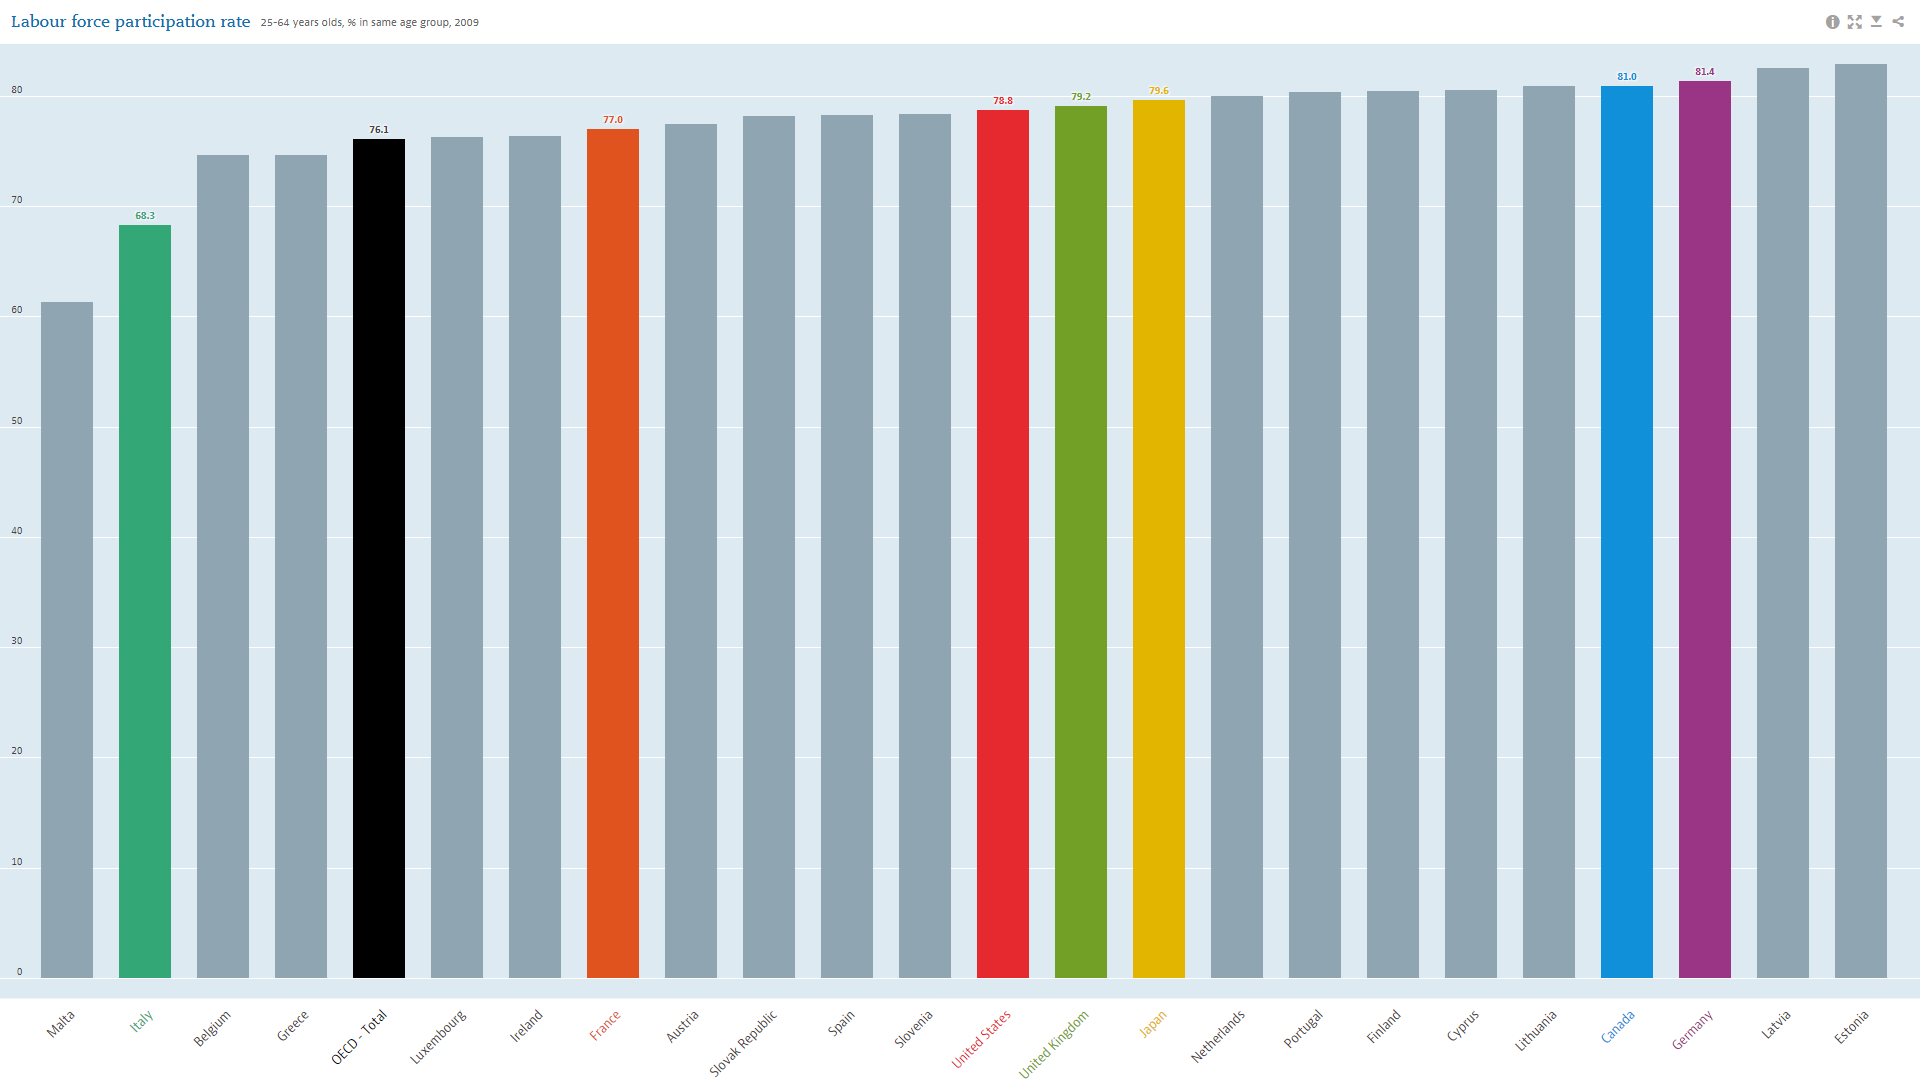 Labour force participation rate 25-64 years olds, % in same age group, 2009
80
70
60
50
40
30
20
10
0
68.3
76.1
77.0
78.8
79.2
79.6
81.0
81.4
Malta
Italy
Belgium
Greece
OECD - Total
Luxembourg
Ireland
France
Austria
Slovak Republic
Spain
Slovenia
United States
United Kingdom
Japan
Netherlands
Portugal
Finland
Cyprus
Lithuania
Canada
Germany
Latvia
Estonia